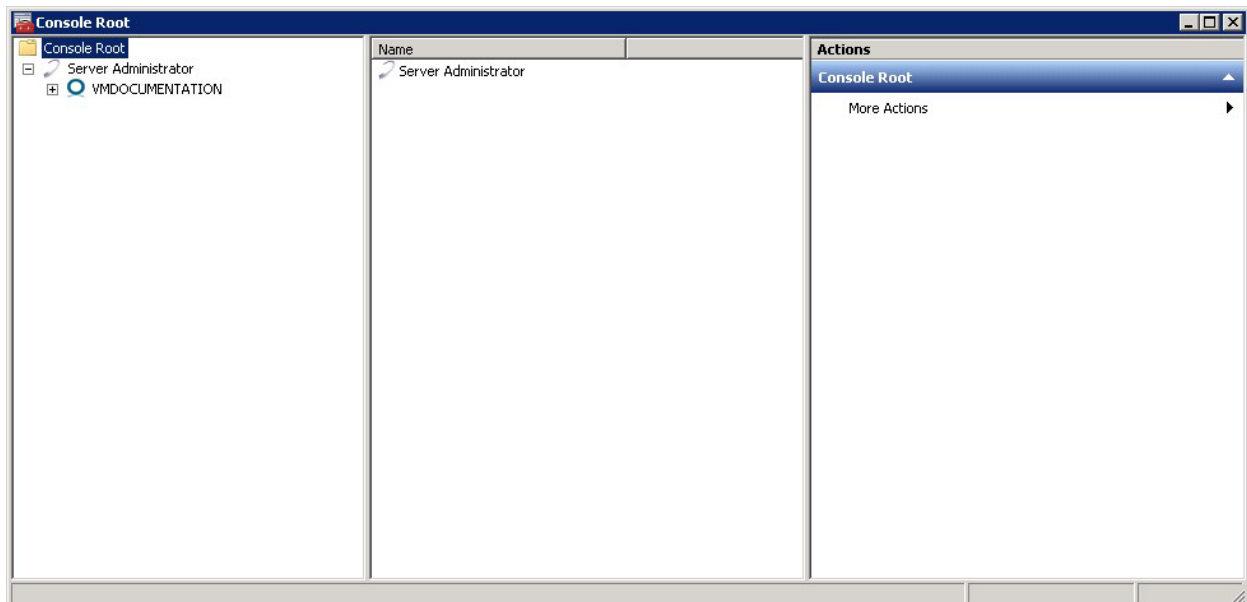 Console Root
Console Root
Server Administrator
VMDOCUMENTATION
Name
Server Administrator
Actions
Console Root
More Actions